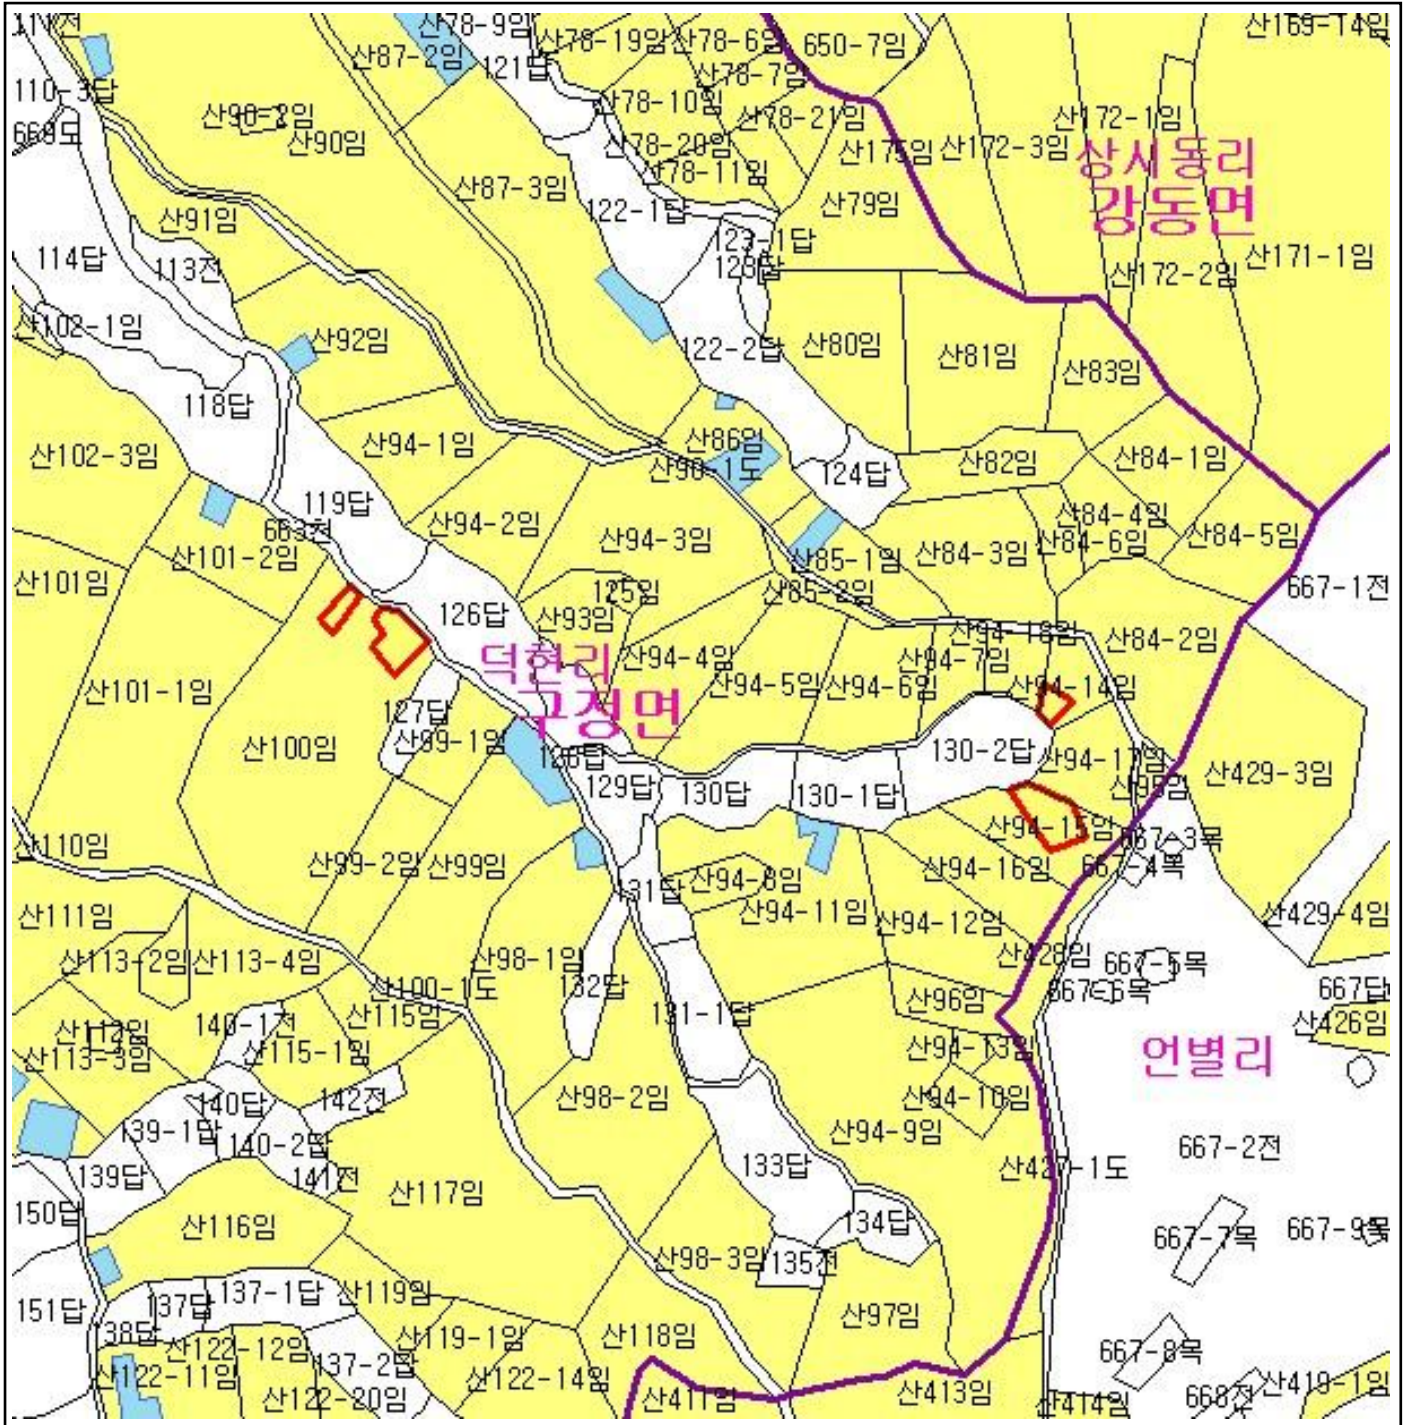 산78-9임
산78-19임
산78-6임
650-7임
산169-14임
산87-2임
121답
산78-7임
110-3답
산78-10임
산90-2임
산78-21임
산172-1임
669도
산90임
산78-20임
산175임
산172-3임
상시동리
산78-11임
산87-3임
강동면
산79임
122-1답
산91임
123-1답
114답
113전
123답
산172-2임
산171-1임
산102-1임
산92임
122-2답
산80임
산81임
산83임
118답
산94-1임
산86임
산102-3임
산90-1도
124답
산82임
산84-1임
119답
산94-2임
산84-4임
663천
산94-3임
산84-6임
산84-5임
산101-2임
산85-1임
산84-3임
산101임
125임
산85-2임
667-1전
126답
산93임
산94-18임
산84-2임
덕현리
산94-4임
산94-7임
산101-1임
산94-5임
산94-6임
산94-14임
127답
구정면
산100임
산99-1임
128답
130-2답
산94-17임
129답
130답
130-1답
산95임
산429-3임
산94-15임
667-3목
산110임
산99-2임
산99임
산94-16임
667-4목
131답
산94-8임
산111임
산94-11임
산94-12임
산429-4임
산113-2임
산113-4임
산98-1임
산428임
667-5목
산100-1도
132답
667-6목
667답
산96임
산115임
131-1답
산426임
산112임
140-1전
산113-3임
산115-1임
산94-13임
언별리
140답
142전
산98-2임
산94-10임
139-1답
140-2답
산94-9임
667-2전
139답
141전
산117임
133답
산427-1도
150답
산116임
134답
667-7목
667-9목
산98-3임
135전
151답
137답
137-1답
산119임
산97임
138답
산119-1임
산118임
산122-12임
137-2답
667-8목
산122-11임
산122-14임
산419-1임
산122-20임
산411임
산413임
산414임
668전